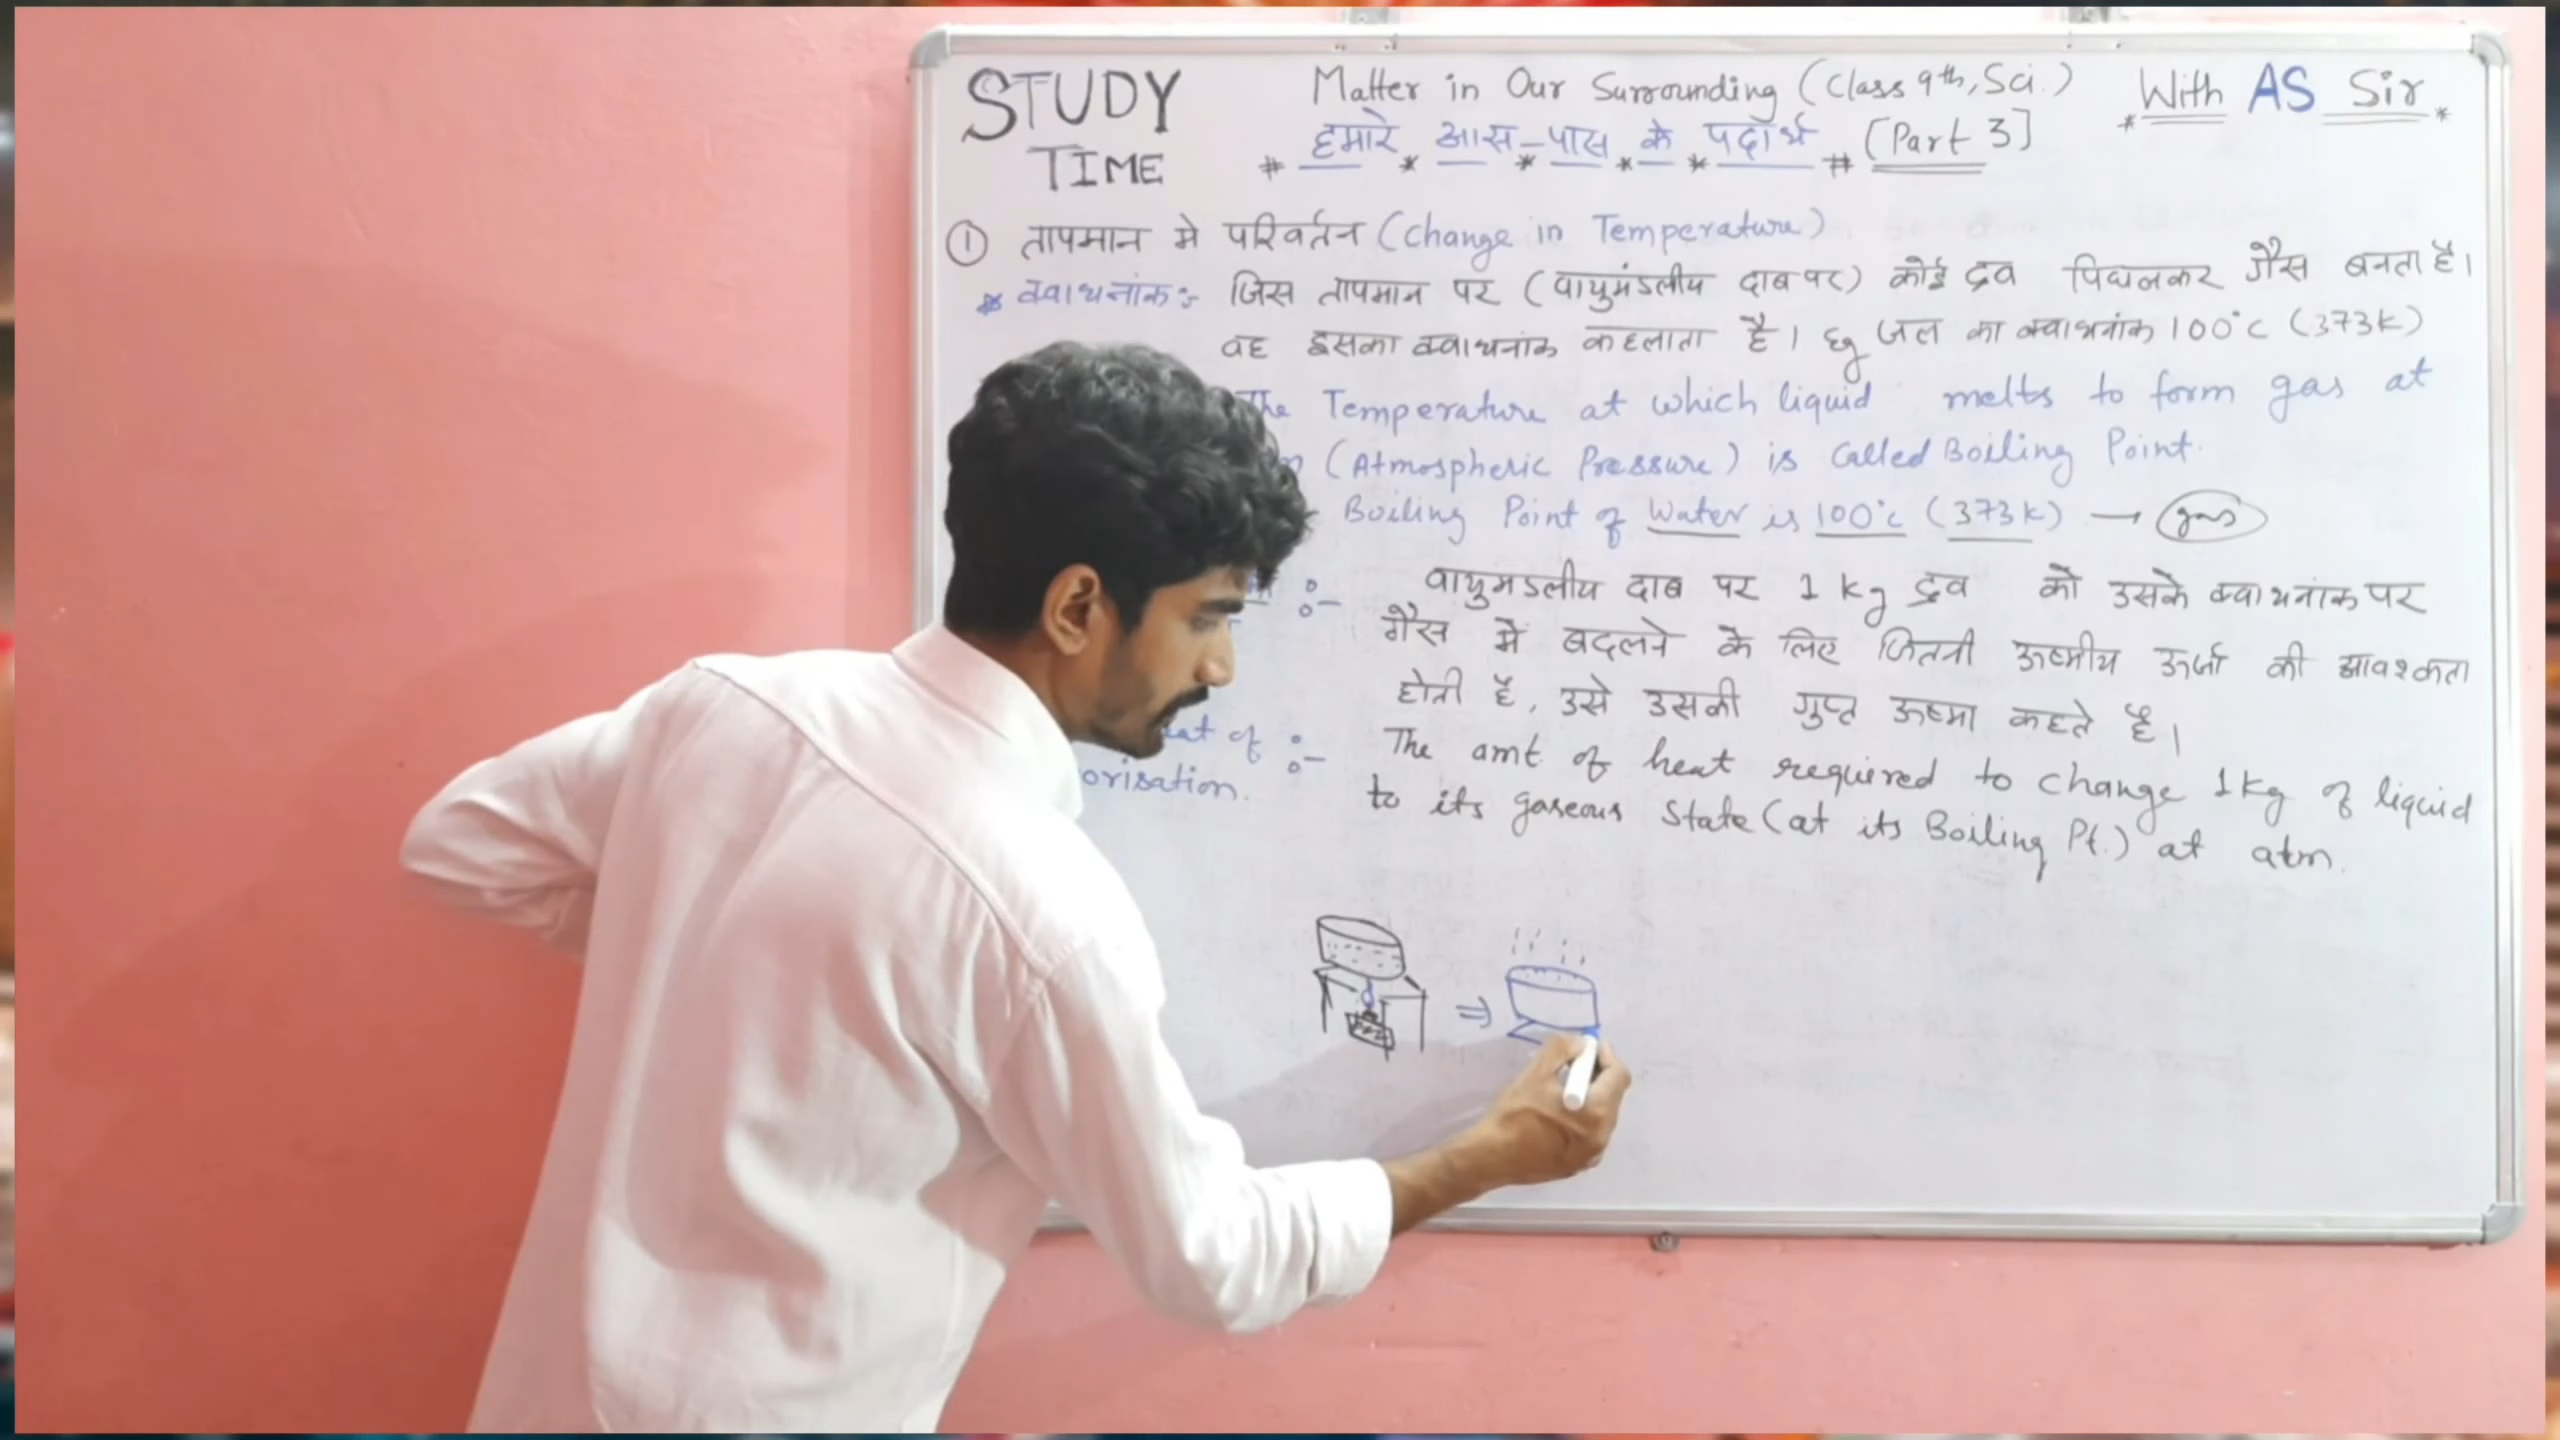 STUDY
TIME
Matter in Our Surrounding (Class 9th, Sci.)
# हमारे * आस-पास * के * पदार्थ # [Part 3]
*With AS Sir*
① तापमान मे परिवर्तन (Change in Temperature)
* क्वाथनांक:- जिस तापमान पर (वायुमंडलीय दाब पर) कोई द्रव पिघलकर गैस बनता है।
वह इसका क्वाथनांक कहलाता है। Eg जल का क्वाथनांक 100°C (373K)
The Temperature at which liquid melts to form gas at
(Atmospheric Pressure) is Called Boiling Point.
Boiling Point of Water is 100°C (373K) → gas
:- वायुमडलीय दाब पर 1 kg द्रव को उसके क्वाथनांक पर
गैस में बदलने के लिए जितनी ऊष्मीय ऊर्जा की आवश्कता
होती है, उसे उसकी गुप्त ऊष्मा कहते है।
of :- The amt. of heat required to change 1kg of liquid
orisation. to its gaseous State (at its Boiling Pt.) at atm.